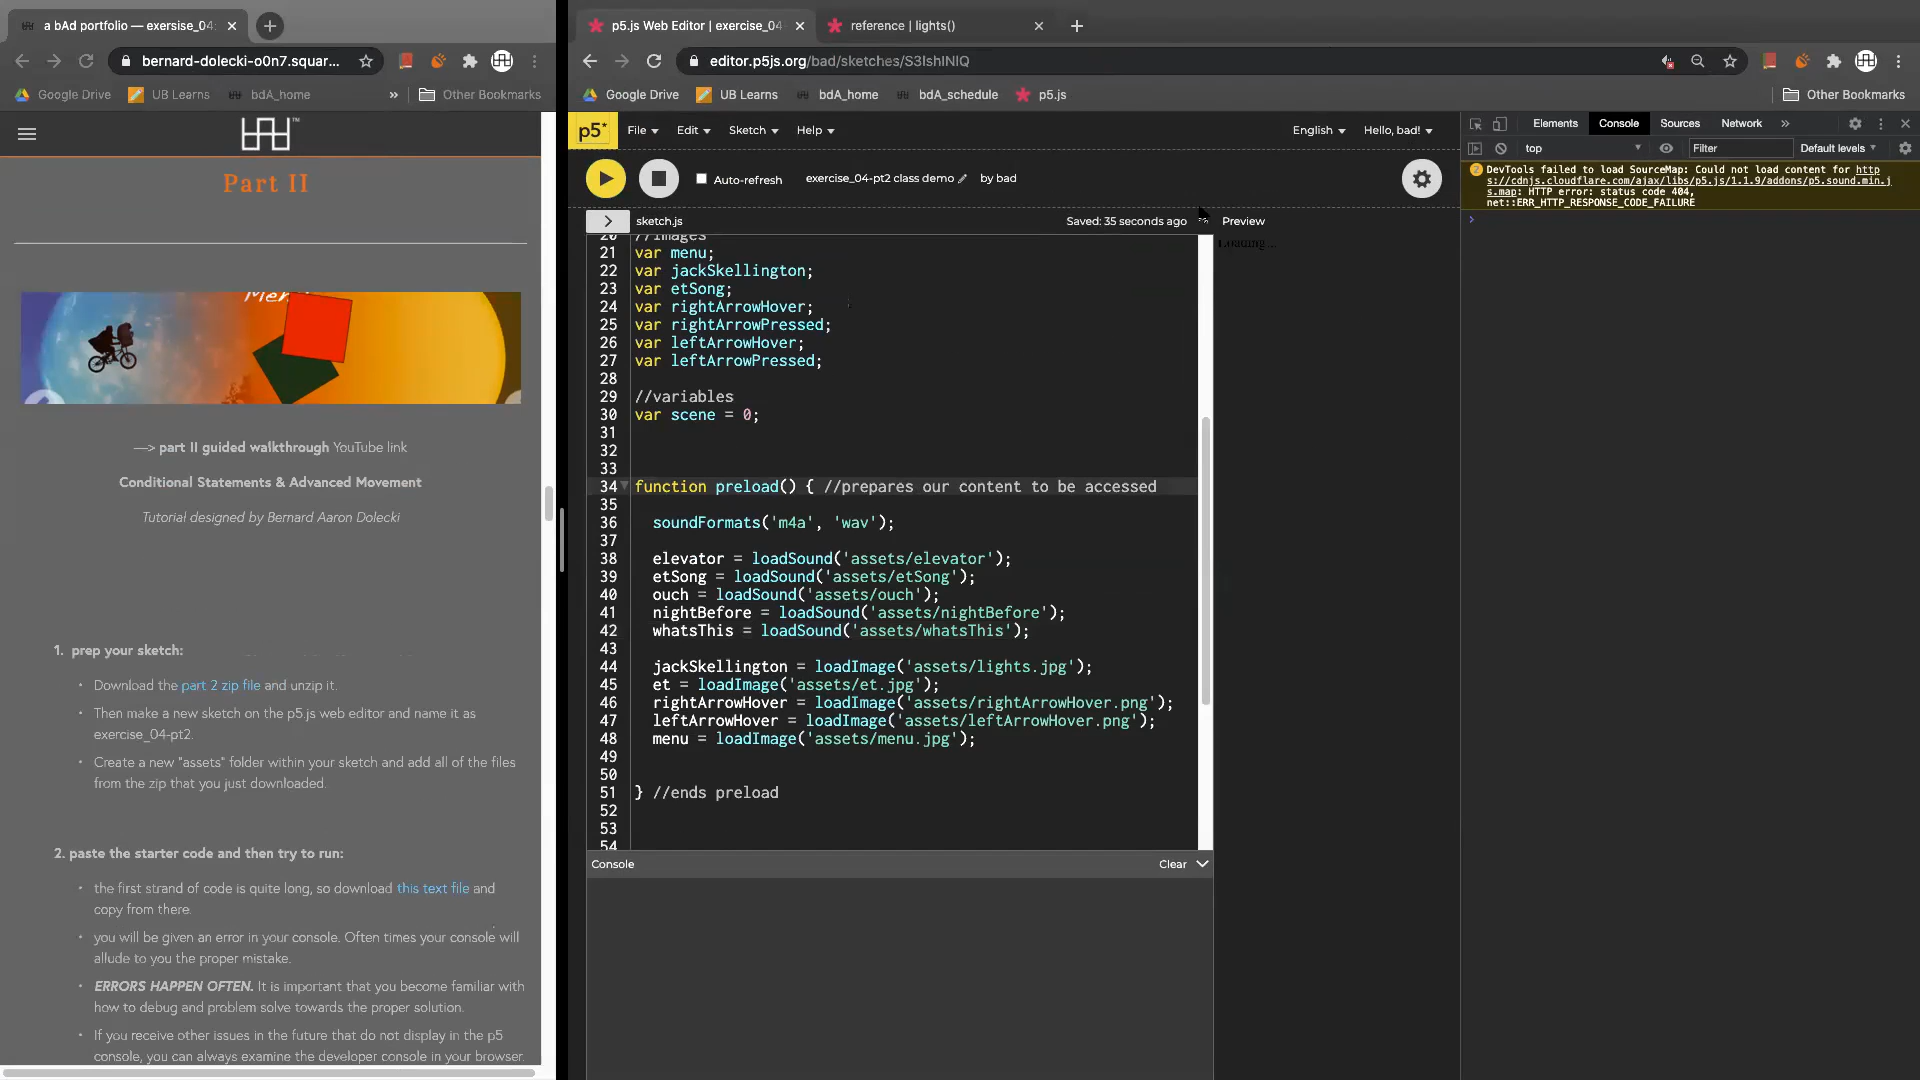 a bAd portfolio — exersise_04:
bernard-dolecki-o0n7.squar...
Google Drive
UB Learns
bdA_home
»
Other Bookmarks
Part II
—> part II guided walkthrough YouTube link
Conditional Statements & Advanced Movement
Tutorial designed by Bernard Aaron Dolecki
1. prep your sketch:
• Download the part 2 zip file and unzip it.
• Then make a new sketch on the p5.js web editor and name it as
exercise_04-pt2.
• Create a new "assets" folder within your sketch and add all of the files
from the zip that you just downloaded.
2. paste the starter code and then try to run:
• the first strand of code is quite long, so download this text file and
copy from there.
• you will be given an error in your console. Often times your console will
allude to you the proper mistake.
• ERRORS HAPPEN OFTEN. It is important that you become familiar with
how to debug and problem solve towards the proper solution.
• If you receive other issues in the future that do not display in the p5
console, you can always examine the developer console in your browser.
p5.js Web Editor | exercise_04-
reference | lights()
editor.p5js.org/bad/sketches/S3IshINIQ
Google Drive
UB Learns
bdA_home
bdA_schedule
p5.js
Other Bookmarks
p5*
File
Edit
Sketch
Help
English
Hello, bad!
Auto-refresh
exercise_04-pt2 class demo
by bad
> sketch.js
Saved: 35 seconds ago
Preview
Loading...
20 //images
21 var menu;
22 var jackSkellington;
23 var etSong;
24 var rightArrowHover;
25 var rightArrowPressed;
26 var leftArrowHover;
27 var leftArrowPressed;
28
29 //variables
30 var scene = 0;
31
32
33
34 function preload() { //prepares our content to be accessed
35
36 soundFormats('m4a', 'wav');
37
38 elevator = loadSound('assets/elevator');
39 etSong = loadSound('assets/etSong');
40 ouch = loadSound('assets/ouch');
41 nightBefore = loadSound('assets/nightBefore');
42 whatsThis = loadSound('assets/whatsThis');
43
44 jackSkellington = loadImage('assets/lights.jpg');
45 et = loadImage('assets/et.jpg');
46 rightArrowHover = loadImage('assets/rightArrowHover.png');
47 leftArrowHover = loadImage('assets/leftArrowHover.png');
48 menu = loadImage('assets/menu.jpg');
49
50
51 } //ends preload
52
53
54
Console
Clear
Elements
Console
Sources
Network
»
top
Filter
Default levels
2 DevTools failed to load SourceMap: Could not load content for http
s://cdnjs.cloudflare.com/ajax/libs/p5.js/1.1.9/addons/p5.sound.min.j
s.map: HTTP error: status code 404,
net::ERR_HTTP_RESPONSE_CODE_FAILURE
>